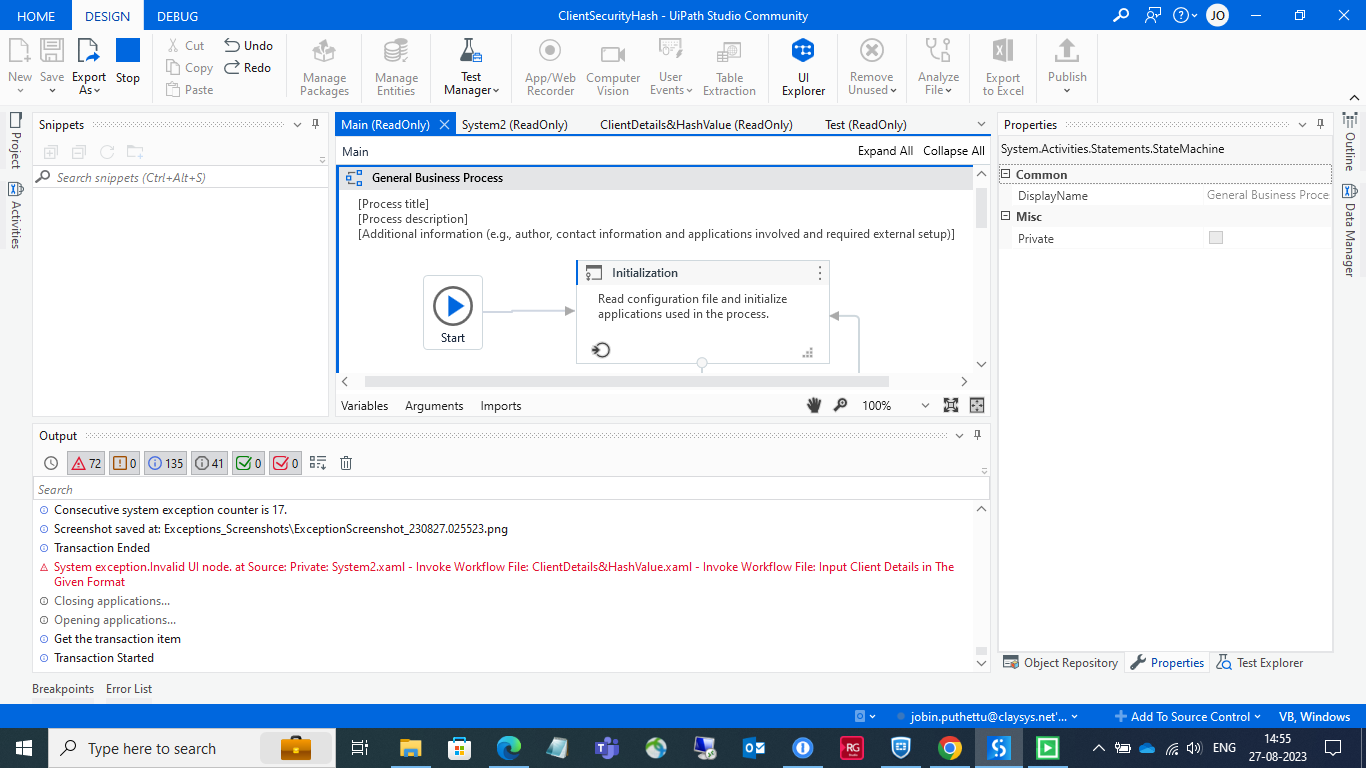 HOME DESIGN DEBUG ClientSecurityHash - UiPath Studio Community JO
New Save Export As Stop Cut Copy Paste Undo Redo Manage Packages Manage Entities Test Manager App/Web Recorder Computer Vision User Events Table Extraction UI Explorer Remove Unused Analyze File Export to Excel Publish
Project
Activities
Snippets
Search snippets (Ctrl+Alt+S)
Main (ReadOnly) System2 (ReadOnly) ClientDetails&HashValue (ReadOnly) Test (ReadOnly)
Main Expand All Collapse All
General Business Process
[Process title]
[Process description]
[Additional information (e.g., author, contact information and applications involved and required external setup)]
Start
Initialization
Read configuration file and initialize
applications used in the process.
Variables Arguments Imports 100%
Properties
System.Activities.Statements.StateMachine
Common
DisplayName General Business Proce
Misc
Private
Outline
Data Manager
Output
72 0 135 41 0 0
Search
Consecutive system exception counter is 17.
Screenshot saved at: Exceptions_Screenshots\ExceptionScreenshot_230827.025523.png
Transaction Ended
System exception.Invalid UI node. at Source: Private: System2.xaml - Invoke Workflow File: ClientDetails&HashValue.xaml - Invoke Workflow File: Input Client Details in The
Given Format
Closing applications...
Opening applications...
Get the transaction item
Transaction Started
Object Repository Properties Test Explorer
Breakpoints Error List
jobin.puthettu@claysys.net'... Add To Source Control VB, Windows
Type here to search RG ENG 14:55
27-08-2023